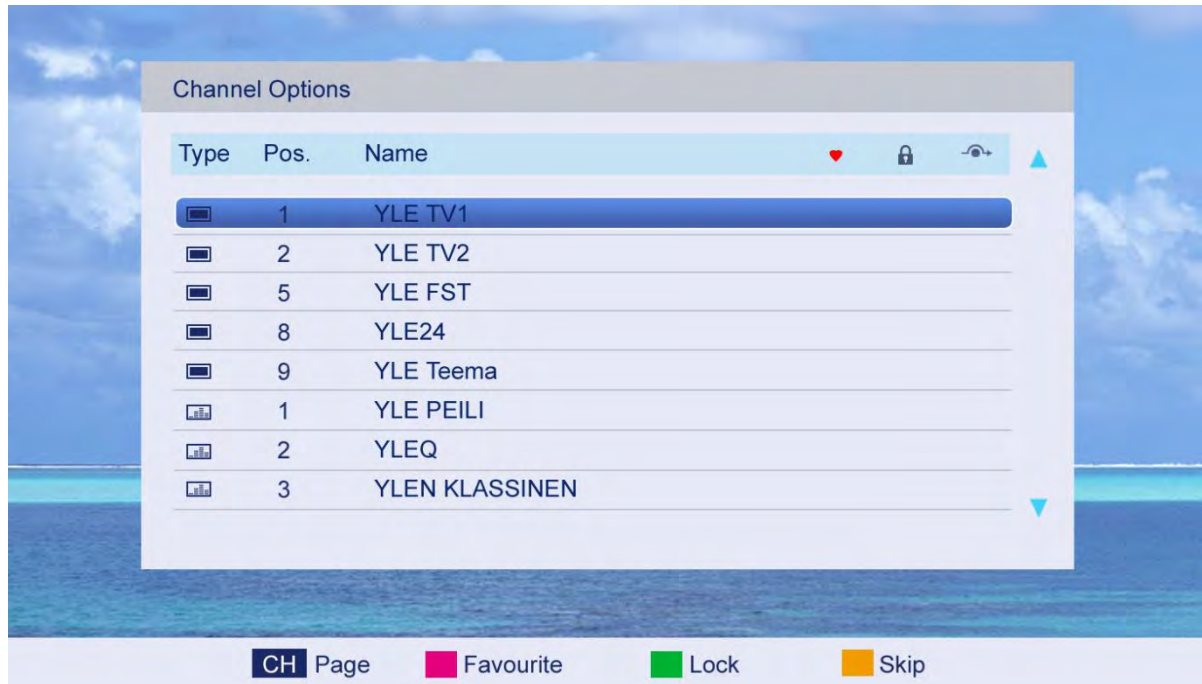 Channel Options
Type Pos. Name
1 YLE TV1
2 YLE TV2
5 YLE FST
8 YLE24
9 YLE Teema
1 YLE PEILI
2 YLEQ
3 YLEN KLASSINEN
CH Page Favourite Lock Skip